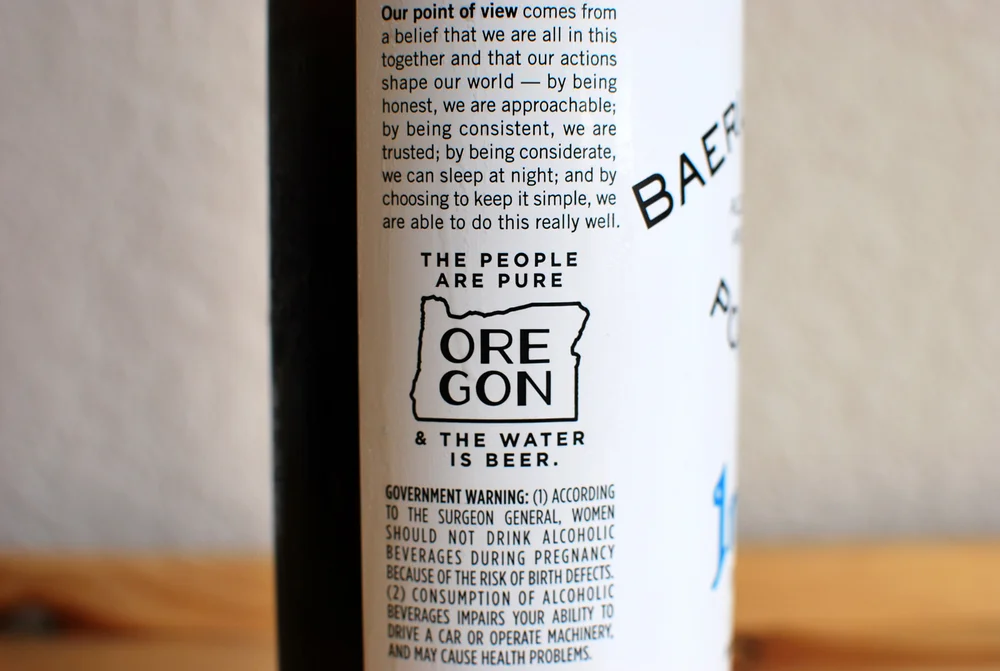 Our point of view comes from
a belief that we are all in this
together and that our actions
shape our world — by being
honest, we are approachable;
by being consistent, we are
trusted; by being considerate,
we can sleep at night; and by
choosing to keep it simple, we
are able to do this really well.
THE PEOPLE
ARE PURE
ORE
GON
& THE WATER
IS BEER.
GOVERNMENT WARNING: (1) ACCORDING
TO THE SURGEON GENERAL, WOMEN
SHOULD NOT DRINK ALCOHOLIC
BEVERAGES DURING PREGNANCY
BECAUSE OF THE RISK OF BIRTH DEFECTS.
(2) CONSUMPTION OF ALCOHOLIC
BEVERAGES IMPAIRS YOUR ABILITY TO
DRIVE A CAR OR OPERATE MACHINERY,
AND MAY CAUSE HEALTH PROBLEMS.
BAER